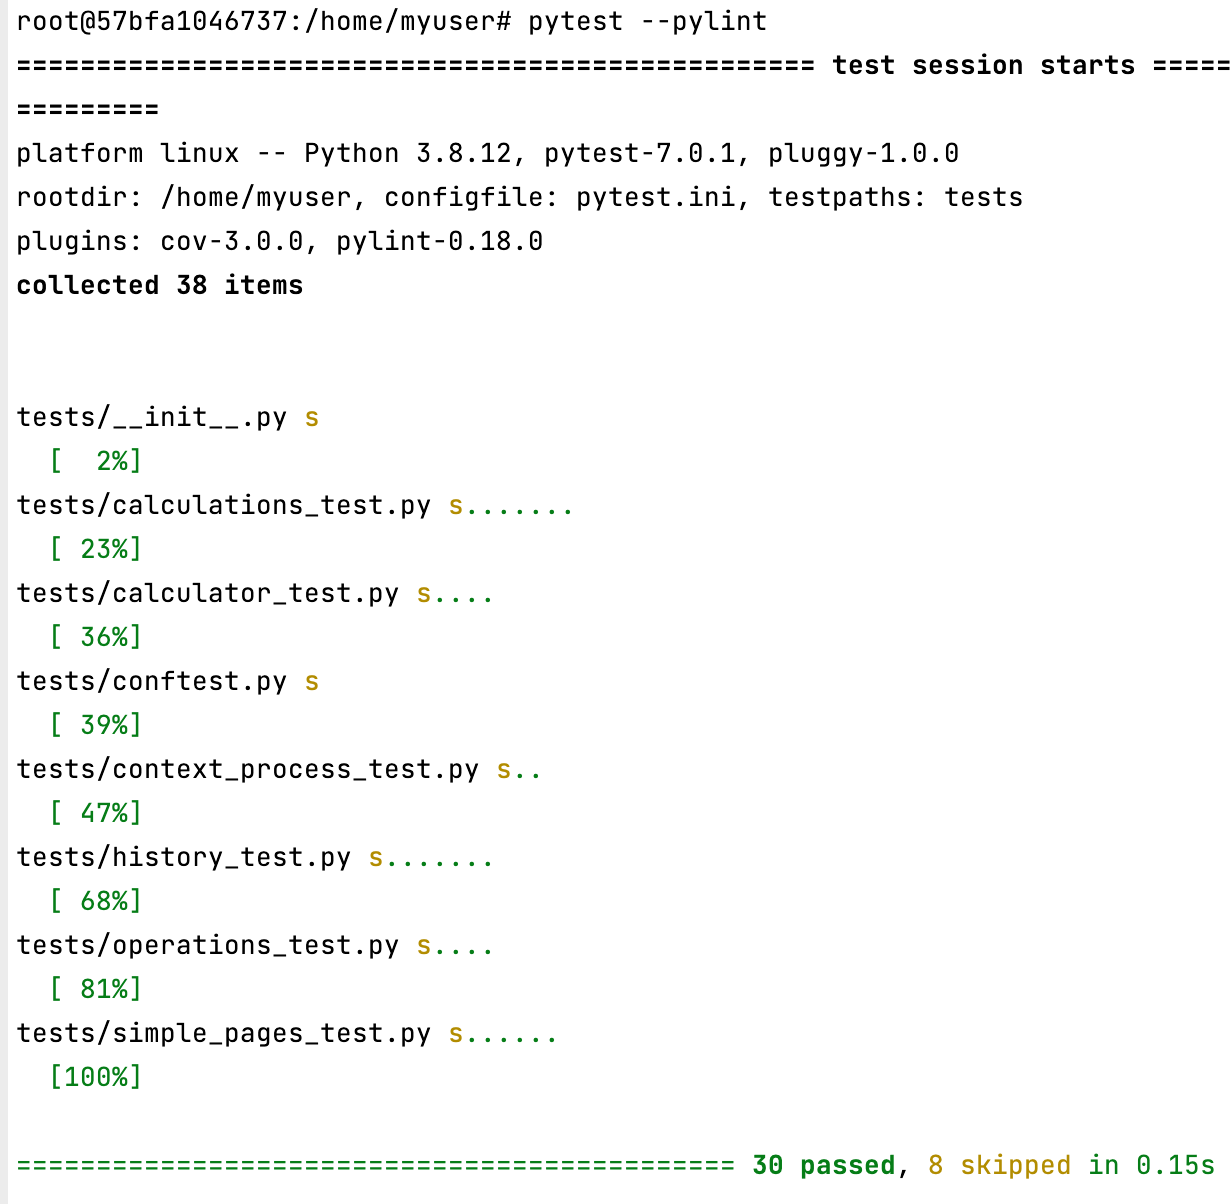 root@57bfa1046737:/home/myuser# pytest --pylint
================================================== test session starts =====
=========
platform linux -- Python 3.8.12, pytest-7.0.1, pluggy-1.0.0
rootdir: /home/myuser, configfile: pytest.ini, testpaths: tests
plugins: cov-3.0.0, pylint-0.18.0
collected 38 items
tests/__init__.py s
[  2%]
tests/calculations_test.py s.......
[ 23%]
tests/calculator_test.py s....
[ 36%]
tests/conftest.py s
[ 39%]
tests/context_process_test.py s..
[ 47%]
tests/history_test.py s.......
[ 68%]
tests/operations_test.py s....
[ 81%]
tests/simple_pages_test.py s......
[100%]
============================================= 30 passed, 8 skipped in 0.15s